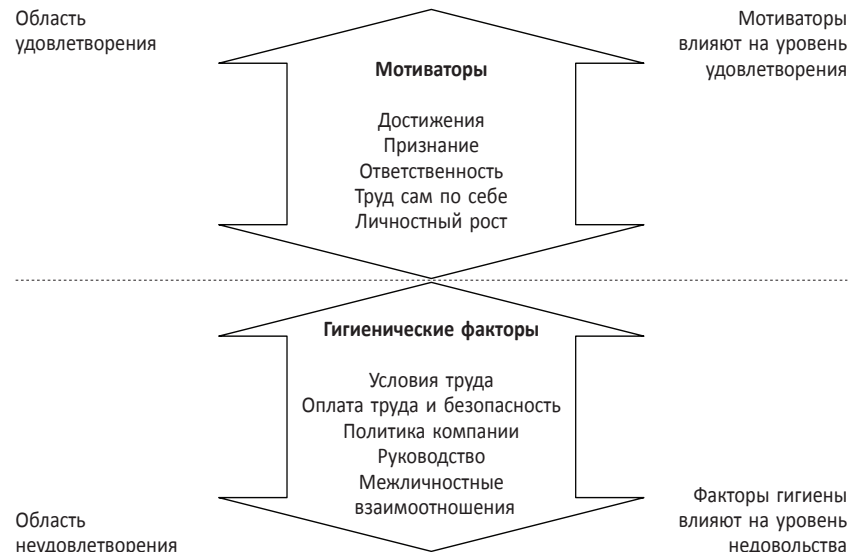 Область
удовлетворения
Мотиваторы
влияют на уровень
удовлетворения
Мотиваторы
Достижения
Признание
Ответственность
Труд сам по себе
Личностный рост
Гигиенические факторы
Условия труда
Оплата труда и безопасность
Политика компании
Руководство
Межличностные
взаимоотношения
Область
неудовлетворения
Факторы гигиены
влияют на уровень
недовольства